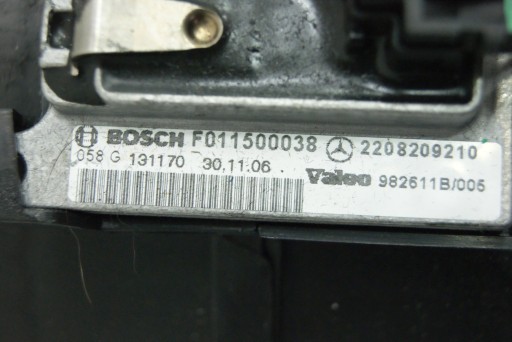 BOSCH F011500038 2208209210
058 G 131170 30.11.06 Valeo 982611B/005